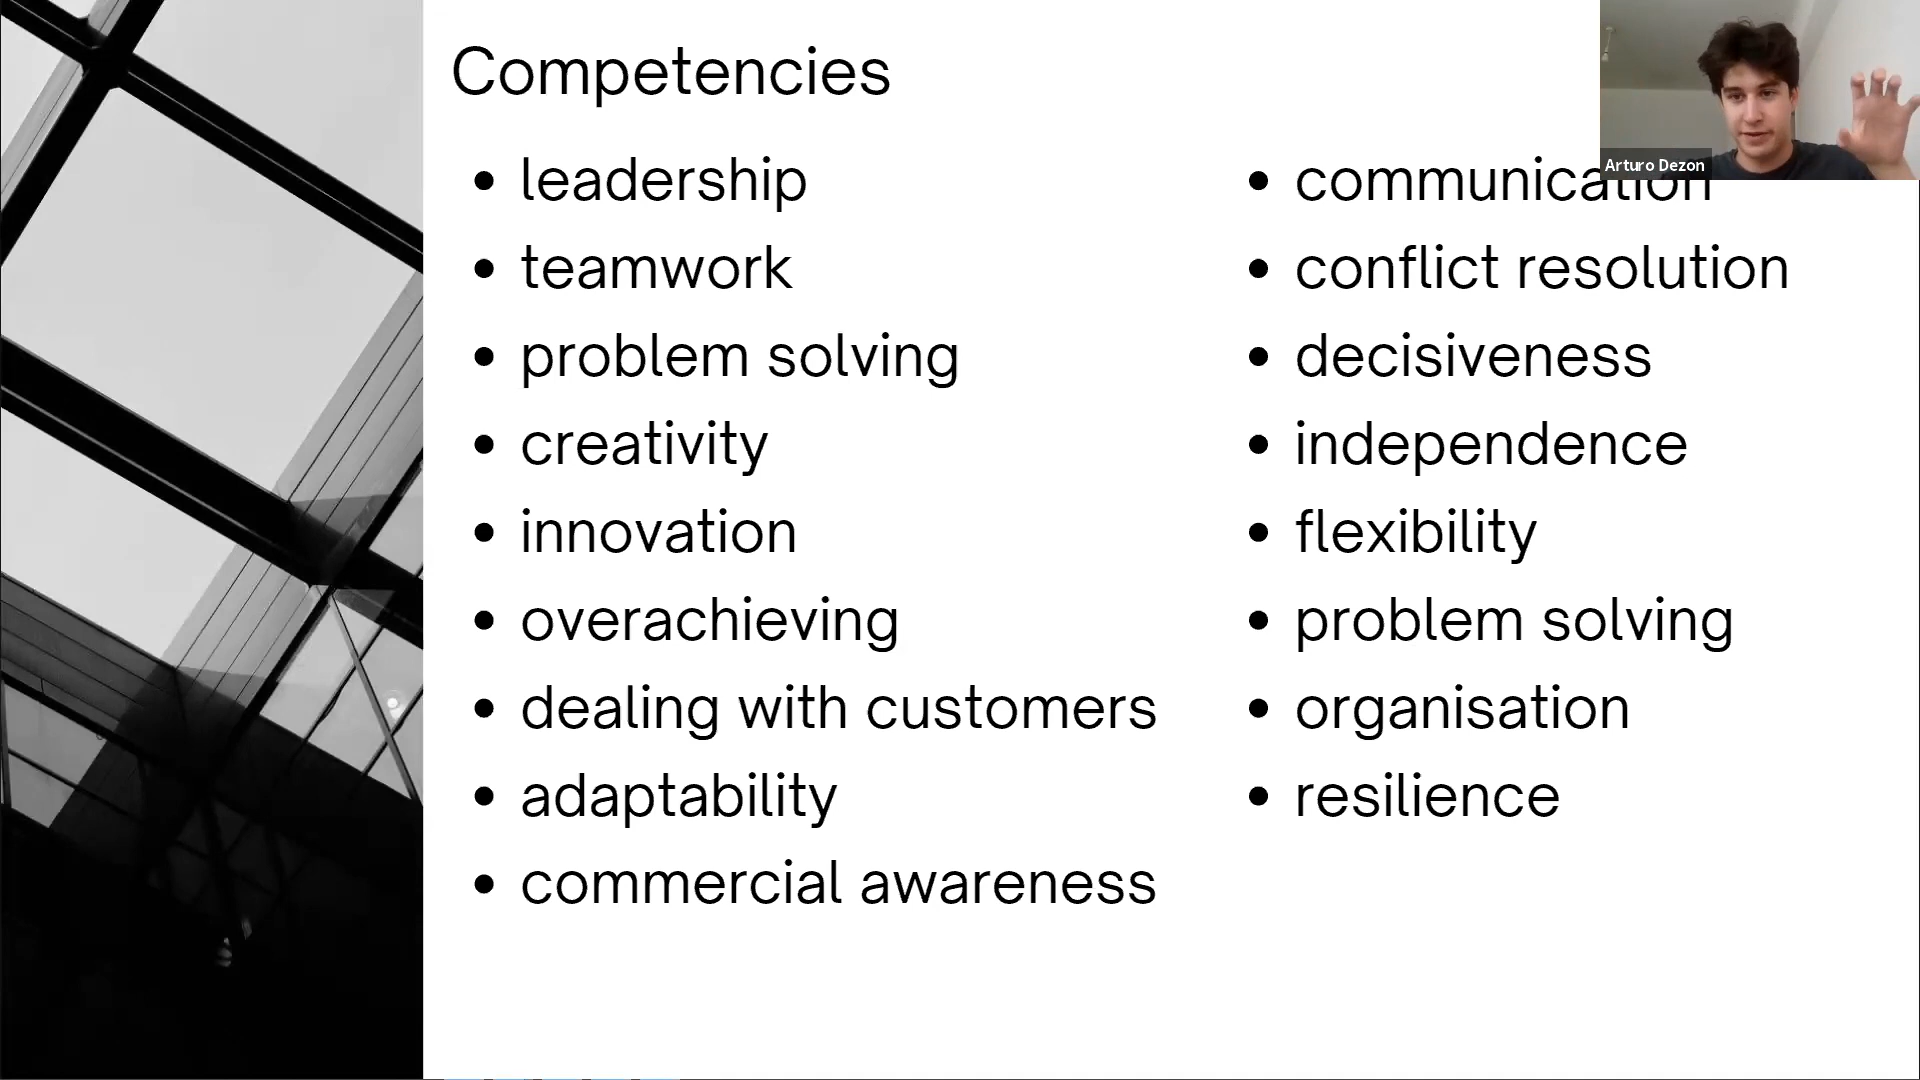 Competencies
leadership
teamwork
problem solving
creativity
innovation
overachieving
dealing with customers
adaptability
commercial awareness
communication
conflict resolution
decisiveness
independence
flexibility
problem solving
organisation
resilience
Arturo Dezon